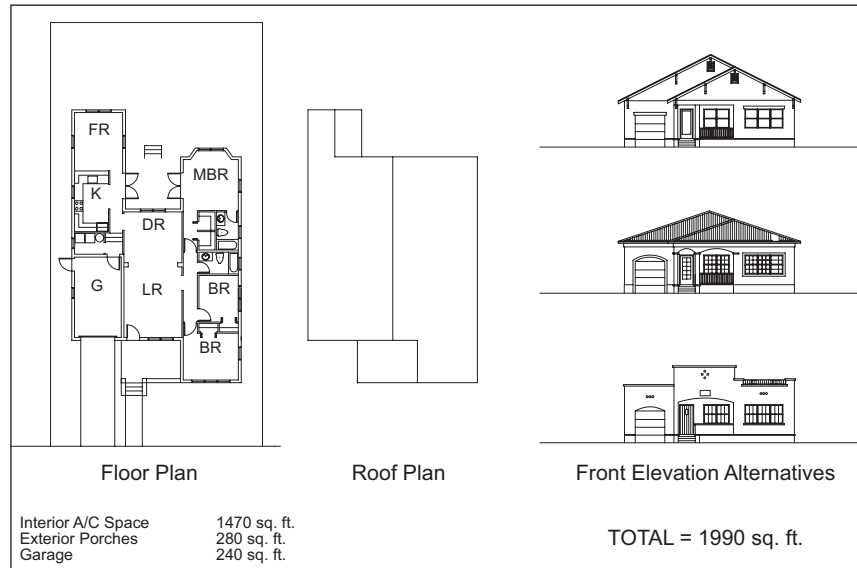 FR
MBR
K
DR
G
LR
BR
BR
Floor Plan
Roof Plan
Front Elevation Alternatives
Interior A/C Space 1470 sq. ft.
Exterior Porches 280 sq. ft.
Garage 240 sq. ft.
TOTAL = 1990 sq. ft.